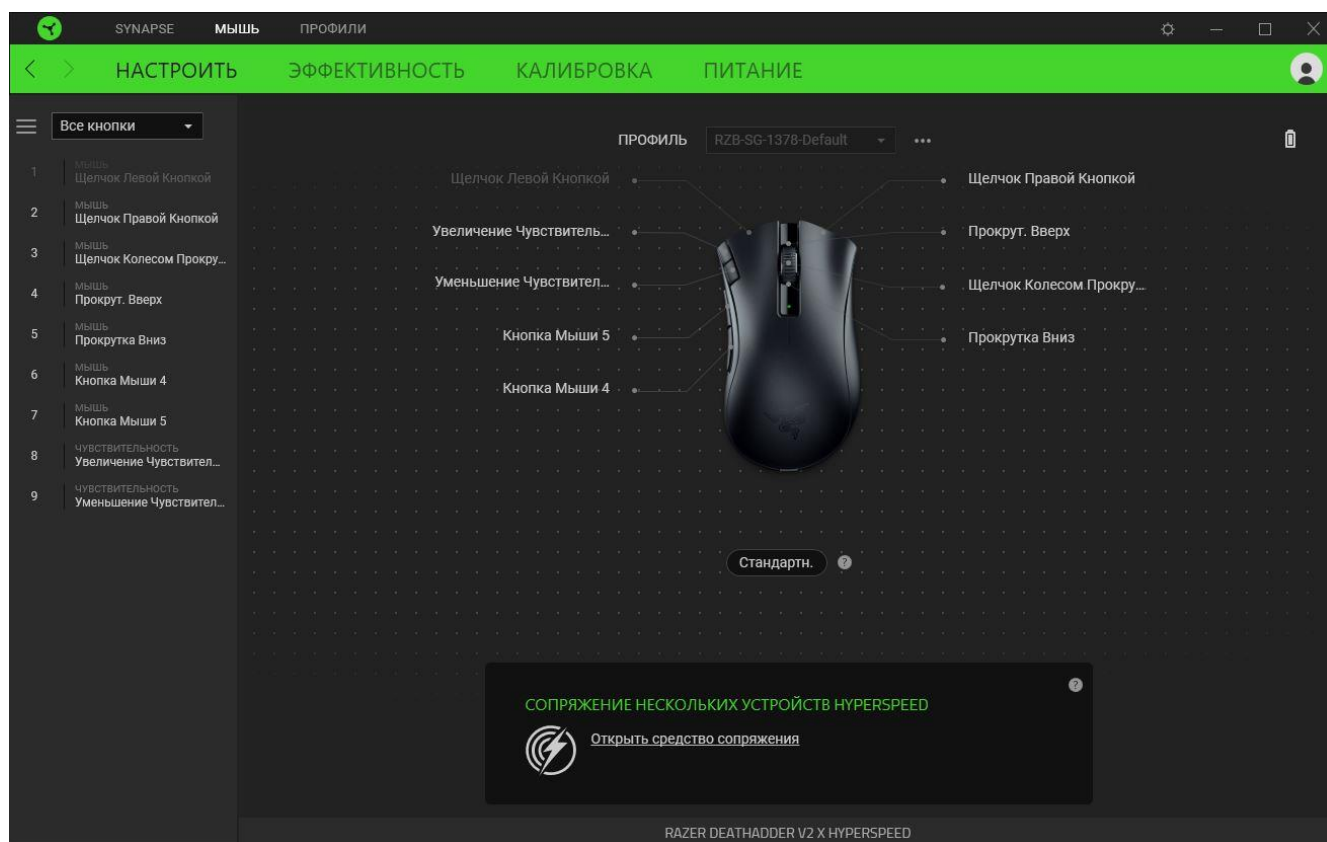 SYNAPSE МЫШЬ ПРОФИЛИ
НАСТРОИТЬ ЭФФЕКТИВНОСТЬ КАЛИБРОВКА ПИТАНИЕ
Все кнопки
ПРОФИЛЬ RZB-SG-1378-Default
1 МЫШЬ
Щелчок Левой Кнопкой
2 МЫШЬ
Щелчок Правой Кнопкой
3 МЫШЬ
Щелчок Колесом Прокру...
4 МЫШЬ
Прокрут. Вверх
5 МЫШЬ
Прокрутка Вниз
6 МЫШЬ
Кнопка Мыши 4
7 МЫШЬ
Кнопка Мыши 5
8 ЧУВСТВИТЕЛЬНОСТЬ
Увеличение Чувствител...
9 ЧУВСТВИТЕЛЬНОСТЬ
Уменьшение Чувствител...
Щелчок Левой Кнопкой
Увеличение Чувствитель...
Уменьшение Чувствител...
Кнопка Мыши 5
Кнопка Мыши 4
Щелчок Правой Кнопкой
Прокрут. Вверх
Щелчок Колесом Прокру...
Прокрутка Вниз
Стандартн. ?
?
СОПРЯЖЕНИЕ НЕСКОЛЬКИХ УСТРОЙСТВ HYPERSPEED
Открыть средство сопряжения
RAZER DEATHADDER V2 X HYPERSPEED